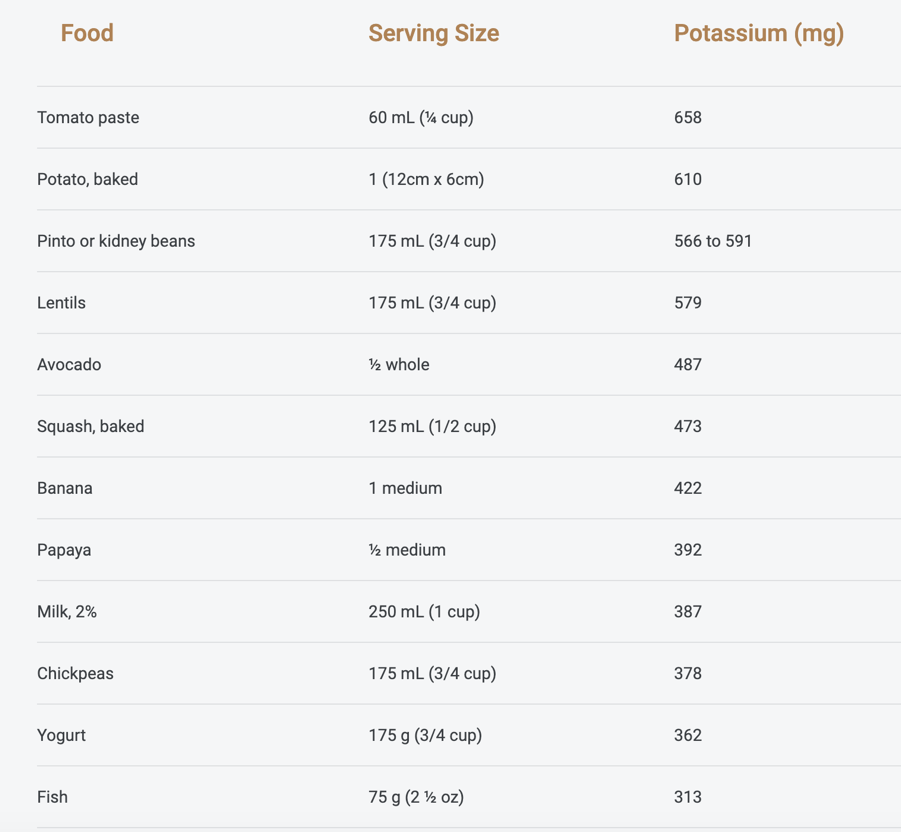 Food Serving Size Potassium (mg)
Tomato paste 60 mL (¼ cup) 658
Potato, baked 1 (12cm x 6cm) 610
Pinto or kidney beans 175 mL (3/4 cup) 566 to 591
Lentils 175 mL (3/4 cup) 579
Avocado ½ whole 487
Squash, baked 125 mL (1/2 cup) 473
Banana 1 medium 422
Papaya ½ medium 392
Milk, 2% 250 mL (1 cup) 387
Chickpeas 175 mL (3/4 cup) 378
Yogurt 175 g (3/4 cup) 362
Fish 75 g (2 ½ oz) 313